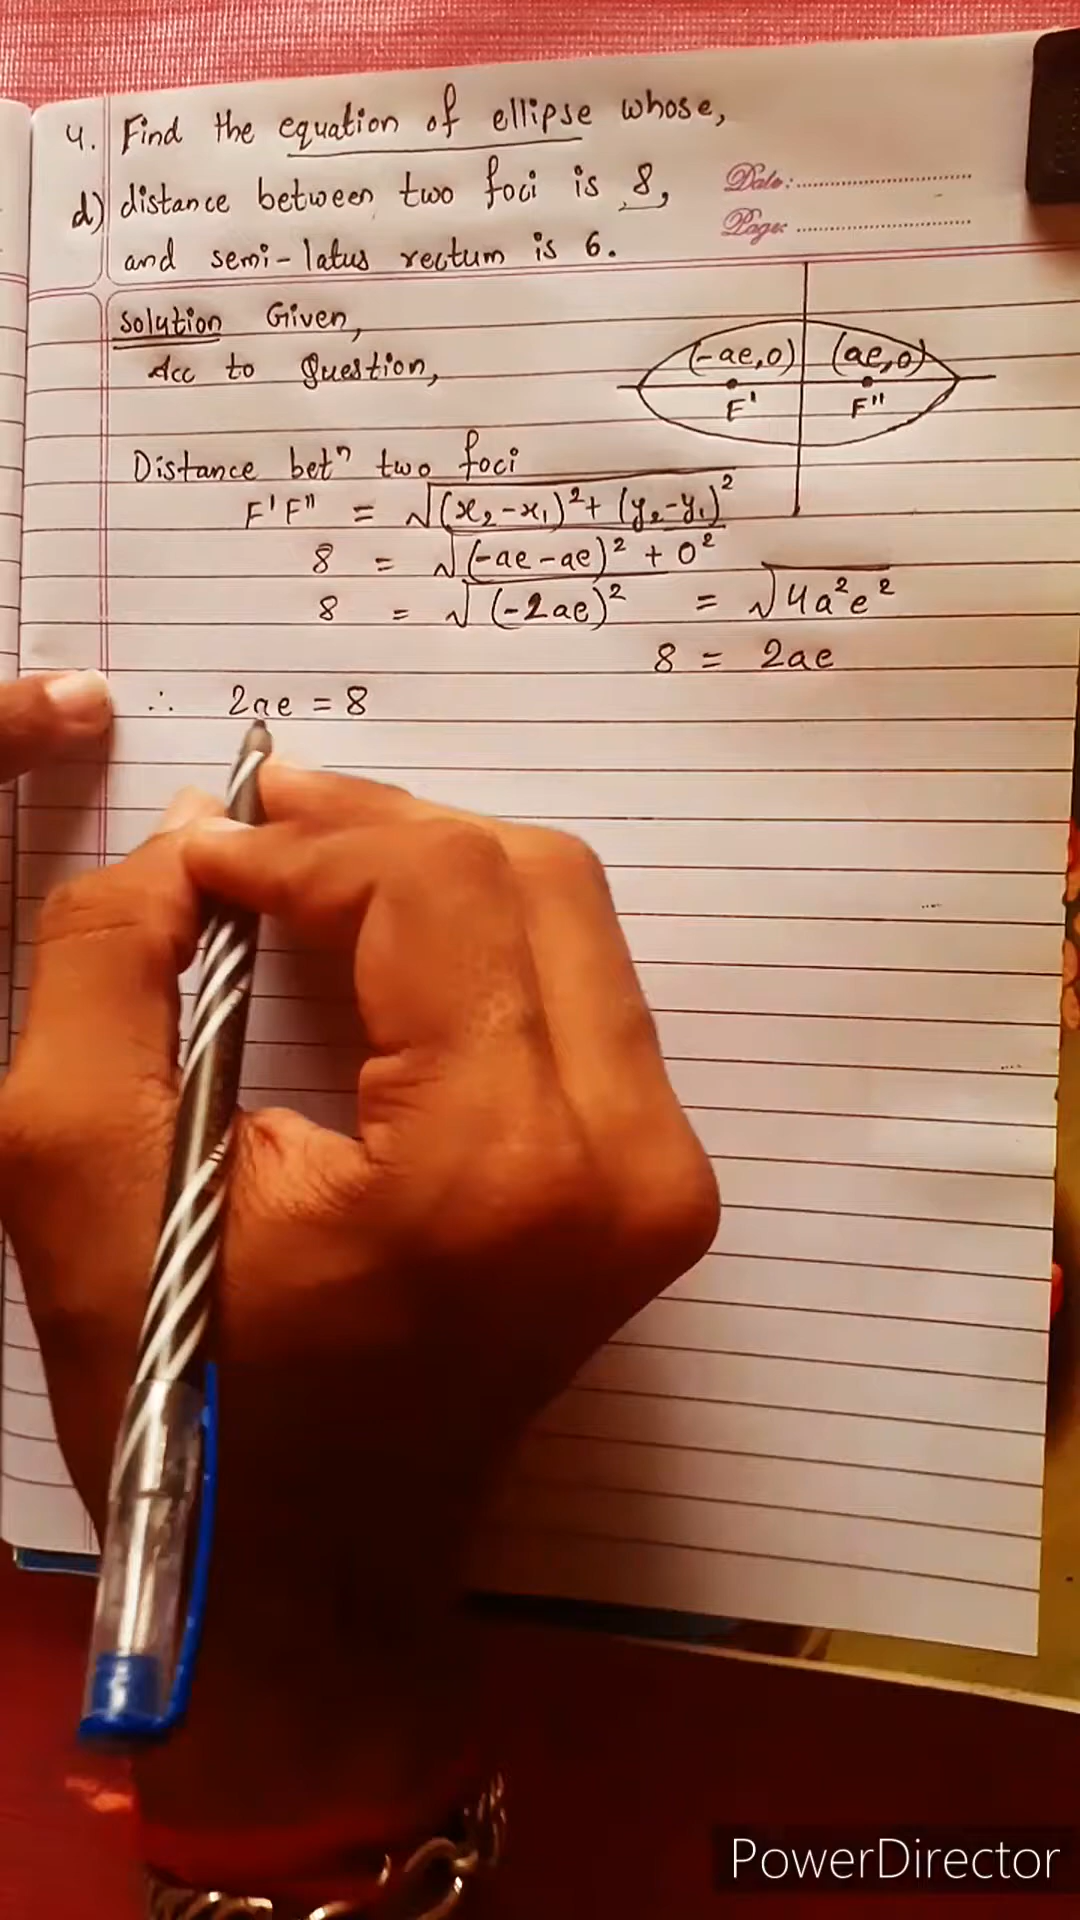 4. Find the equation of ellipse whose,
d) distance between two foci is 8,
and semi-latus rectum is 6.
Date:
Page:
Solution Given,
Acc to Question,
(-ae,0) (ae,0)
F' F"
Distance betⁿ two foci
F'F" = √(x₂-x₁)²+(y₂-y₁)²
8 = √(-ae-ae)² + 0²
8 = √(-2ae)² = √4a²e²
8 = 2ae
∴ 2ae = 8
PowerDirector